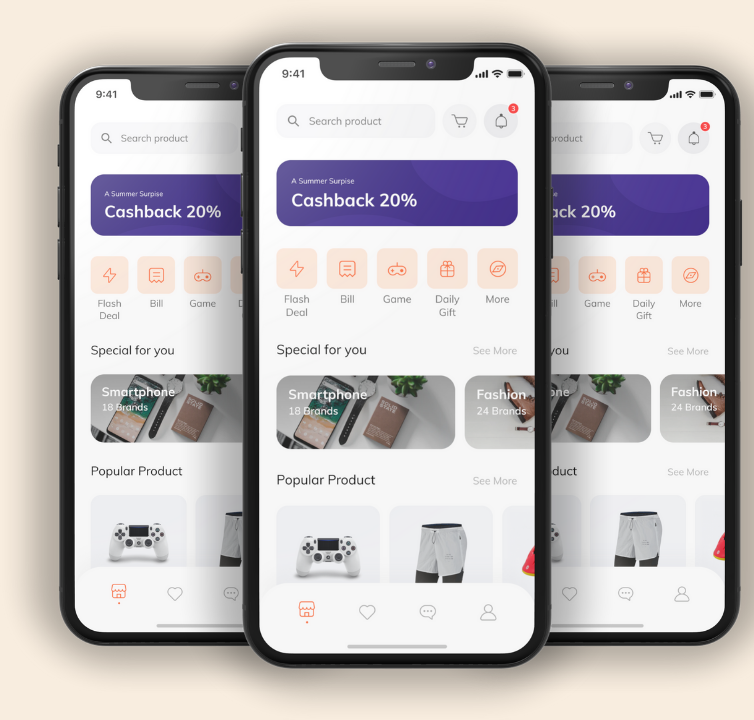 9:41
Search product
A Summer Surpise
Cashback 20%
Flash Deal
Bill
Game
D
Special for you
Smartphone
18 Brands
Popular Product
9:41
Search product
3
A Summer Surpise
Cashback 20%
Flash
Deal
Bill
Game
Daily
Gift
More
Special for you
See More
Smartphone
18 Brands
Fashion
24 Brands
Popular Product
See More
product
3
se
ack 20%
ill
Game
Daily
Gift
More
you
See More
one
Fashion
24 Brands
duct
See More